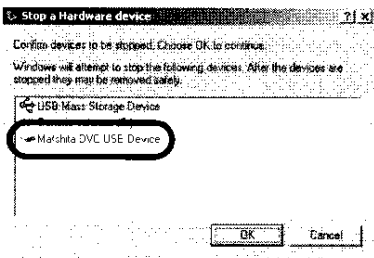 Stop a Hardware device
Confirm devices to be stopped. Choose OK to continue.
Windows will attempt to stop the following devices. After the devices are
stopped they may be removed safely.
USB Mass Storage Device
Matshita DVC USB Device
OK
Cancel